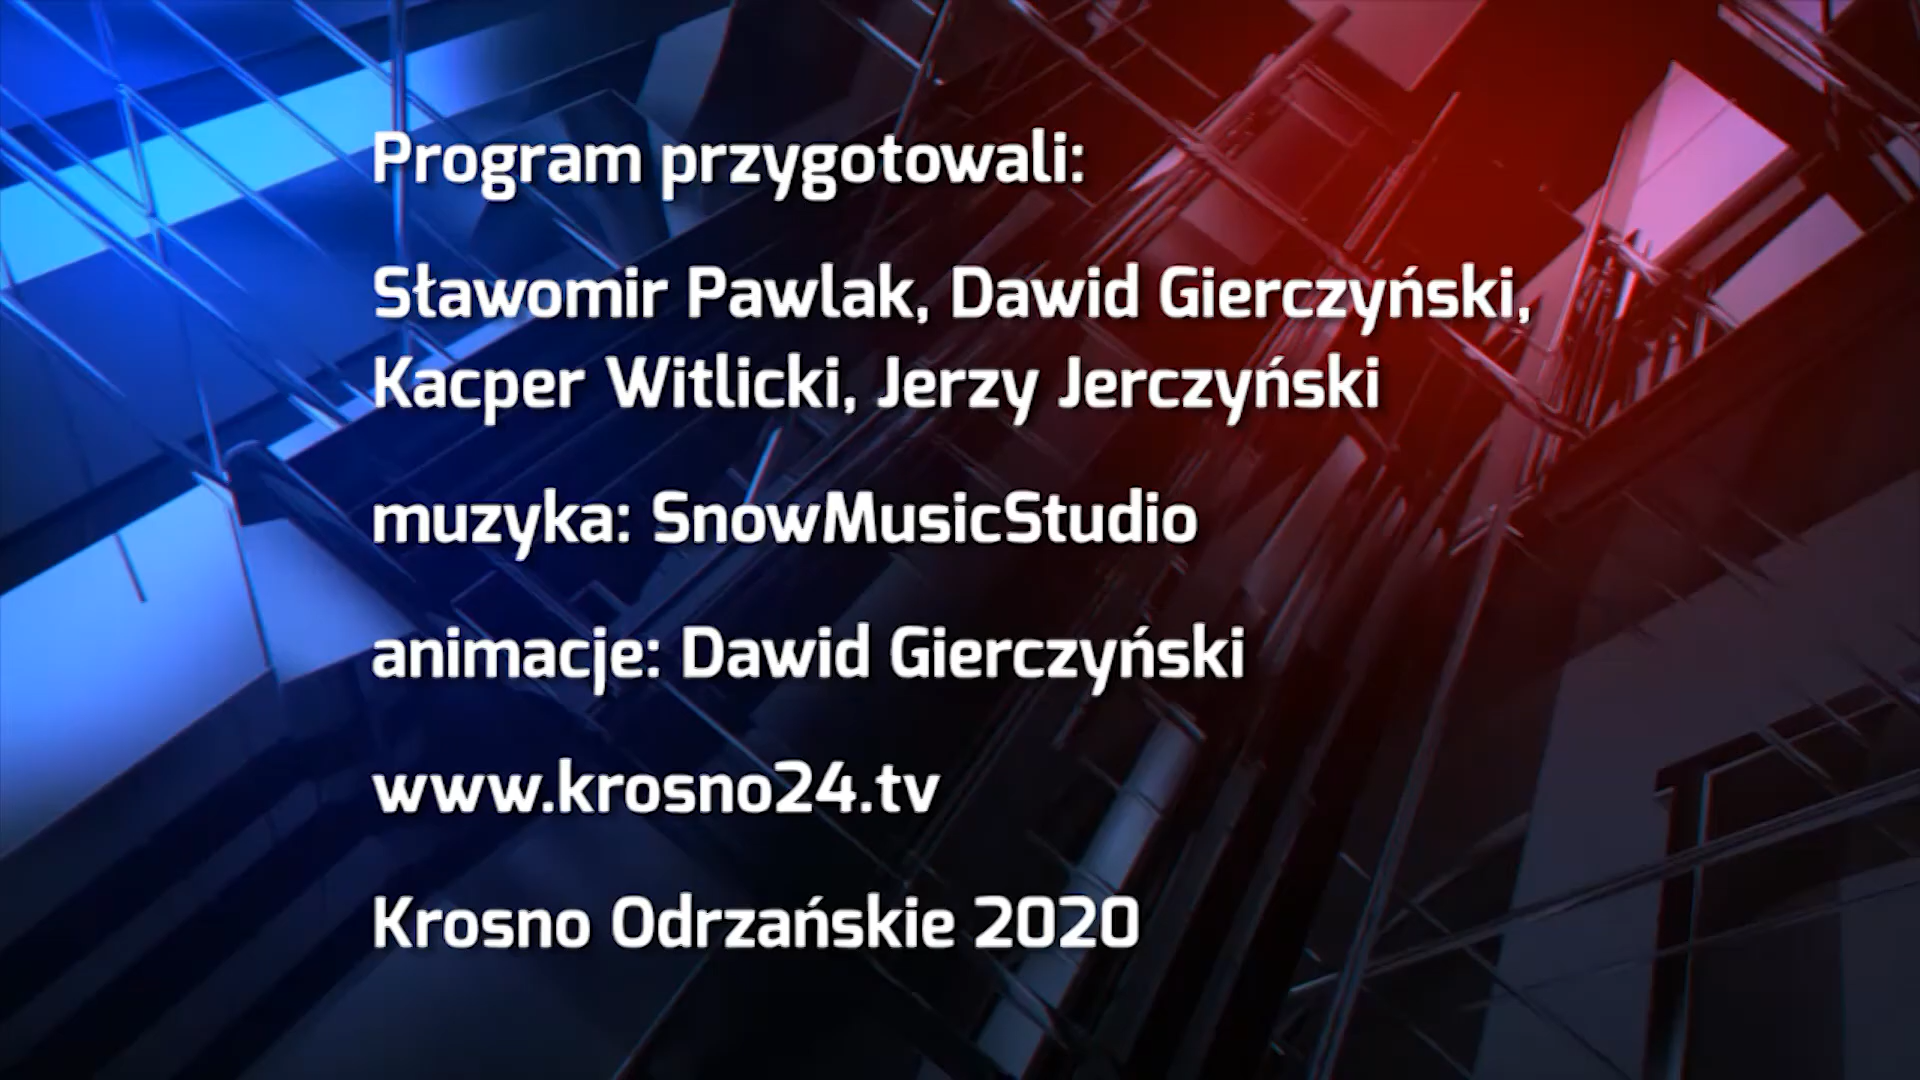 Program przygotowali:
Sławomir Pawlak, Dawid Gierczyński,
Kacper Witlicki, Jerzy Jerczyński
muzyka: SnowMusicStudio
animacje: Dawid Gierczyński
www.krosno24.tv
Krosno Odrzańskie 2020